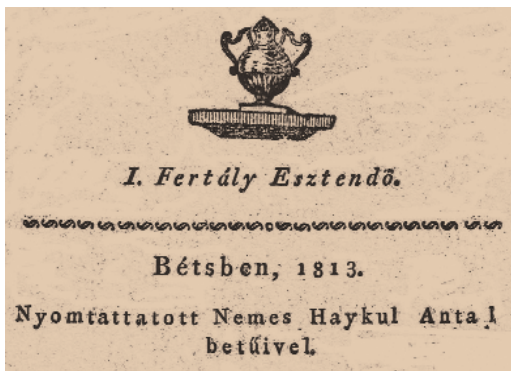 I. Fertály Esztendő.
Bétsben, 1813.
Nyomtattatott Nemes Haykul Antal
betűivel.